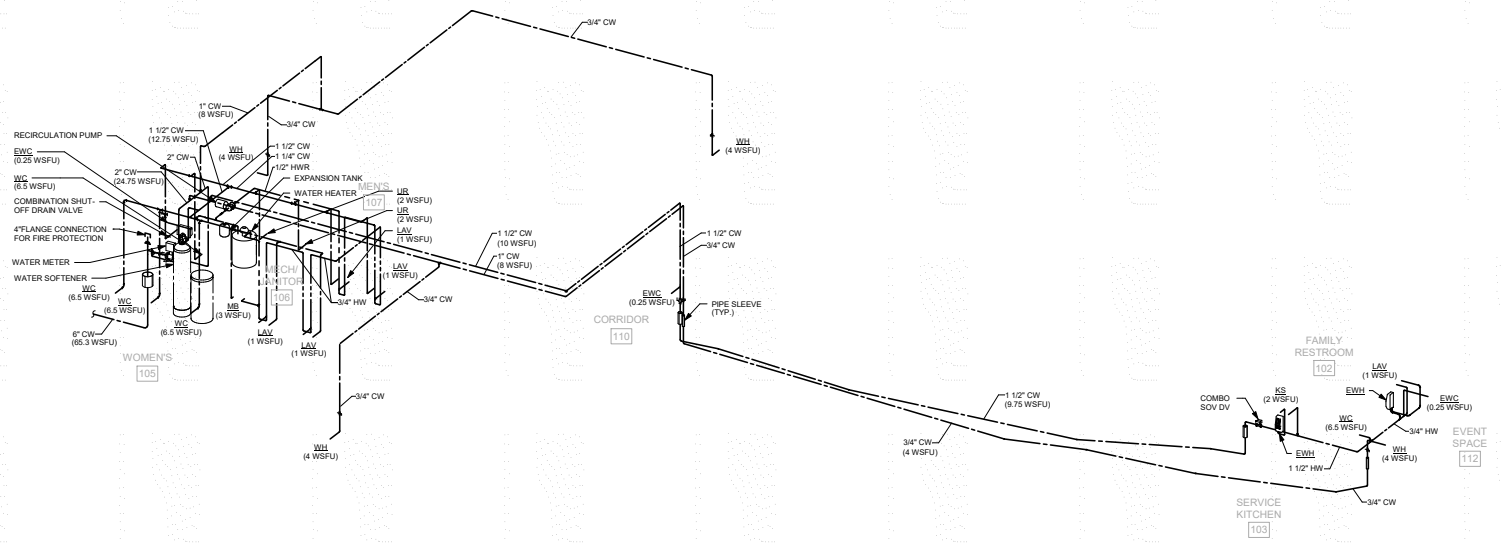 3/4" CW
1" CW
(8 WSFU)
3/4" CW
RECIRCULATION PUMP
1 1/2" CW
(12.75 WSFU)
EWC
(0.25 WSFU)
2" CW
WH
(4 WSFU)
1 1/2" CW
1 1/4" CW
1/2" HWR
WH
(4 WSFU)
WC
(6.5 WSFU)
2" CW
(24.75 WSFU)
EXPANSION TANK
WATER HEATER
MEN'S
107
UR
(2 WSFU)
COMBINATION SHUT-
OFF DRAIN VALVE
UR
(2 WSFU)
4"FLANGE CONNECTION
FOR FIRE PROTECTION
LAV
(1 WSFU)
1 1/2" CW
(10 WSFU)
1" CW
(8 WSFU)
1 1/2" CW
3/4" CW
WATER METER
WATER SOFTENER
MECH/
JANITOR
106
LAV
(1 WSFU)
WC
(6.5 WSFU)
WC
(6.5 WSFU)
3/4" HW
3/4" CW
EWC
(0.25 WSFU)
PIPE SLEEVE
(TYP.)
MB
(3 WSFU)
WC
(6.5 WSFU)
6" CW
(65.3 WSFU)
LAV
(1 WSFU)
LAV
(1 WSFU)
CORRIDOR
110
WOMEN'S
105
FAMILY
RESTROOM
102
3/4" CW
1 1/2" CW
(9.75 WSFU)
COMBO
SOV DV
KS
(2 WSFU)
LAV
(1 WSFU)
EWH
EWC
(0.25 WSFU)
WC
(6.5 WSFU)
3/4" HW
EVENT
SPACE
112
WH
(4 WSFU)
3/4" CW
(4 WSFU)
EWH
1 1/2" HW
WH
(4 WSFU)
3/4" CW
SERVICE
KITCHEN
103